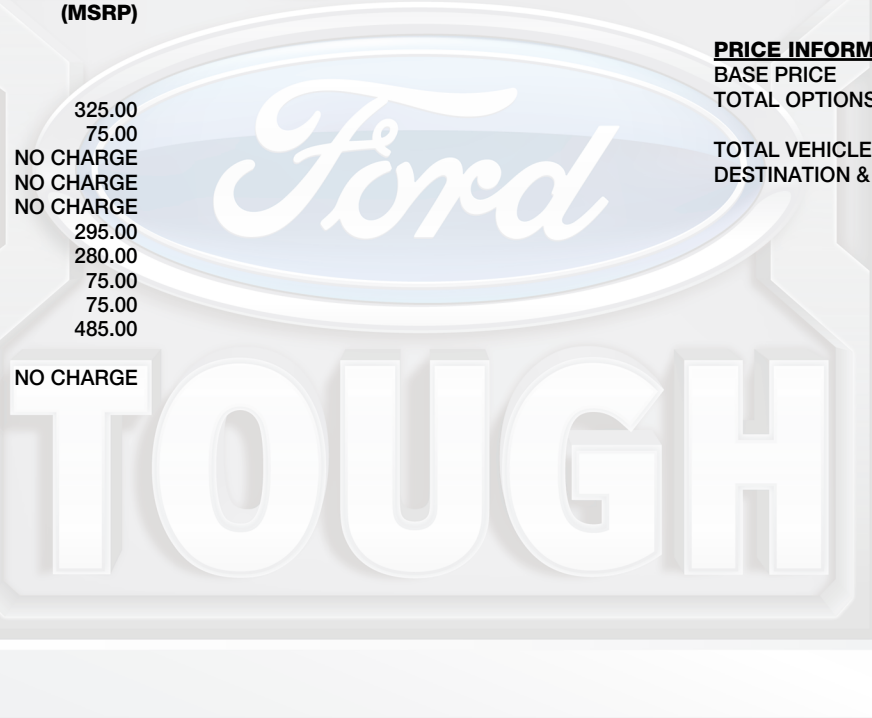 (MSRP)
325.00
75.00
NO CHARGE
NO CHARGE
NO CHARGE
295.00
280.00
75.00
75.00
485.00
NO CHARGE
PRICE INFORM
BASE PRICE
TOTAL OPTIONS
TOTAL VEHICLE
DESTINATION &
Ford
TOUGH